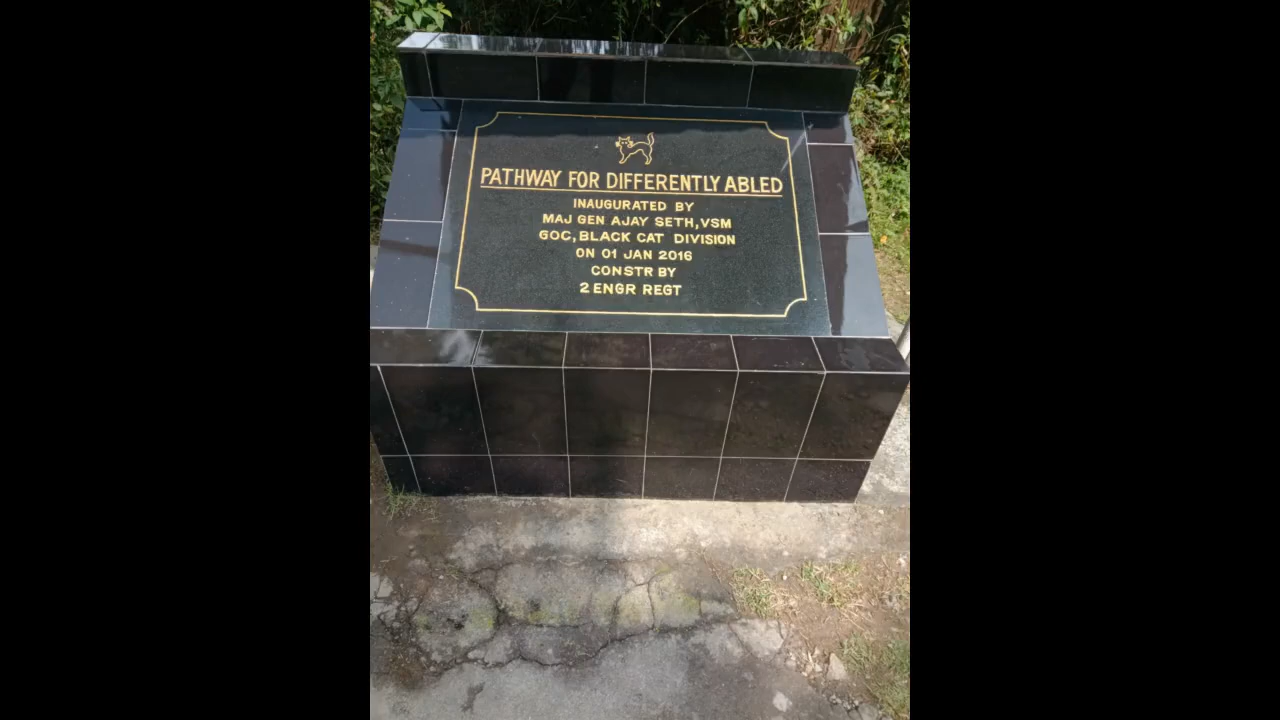 PATHWAY FOR DIFFERENTLY ABLED
INAUGURATED BY
MAJ GEN AJAY SETH, VSM
GOC, BLACK CAT DIVISION
ON 01 JAN 2016
CONSTR BY
2 ENGR REGT